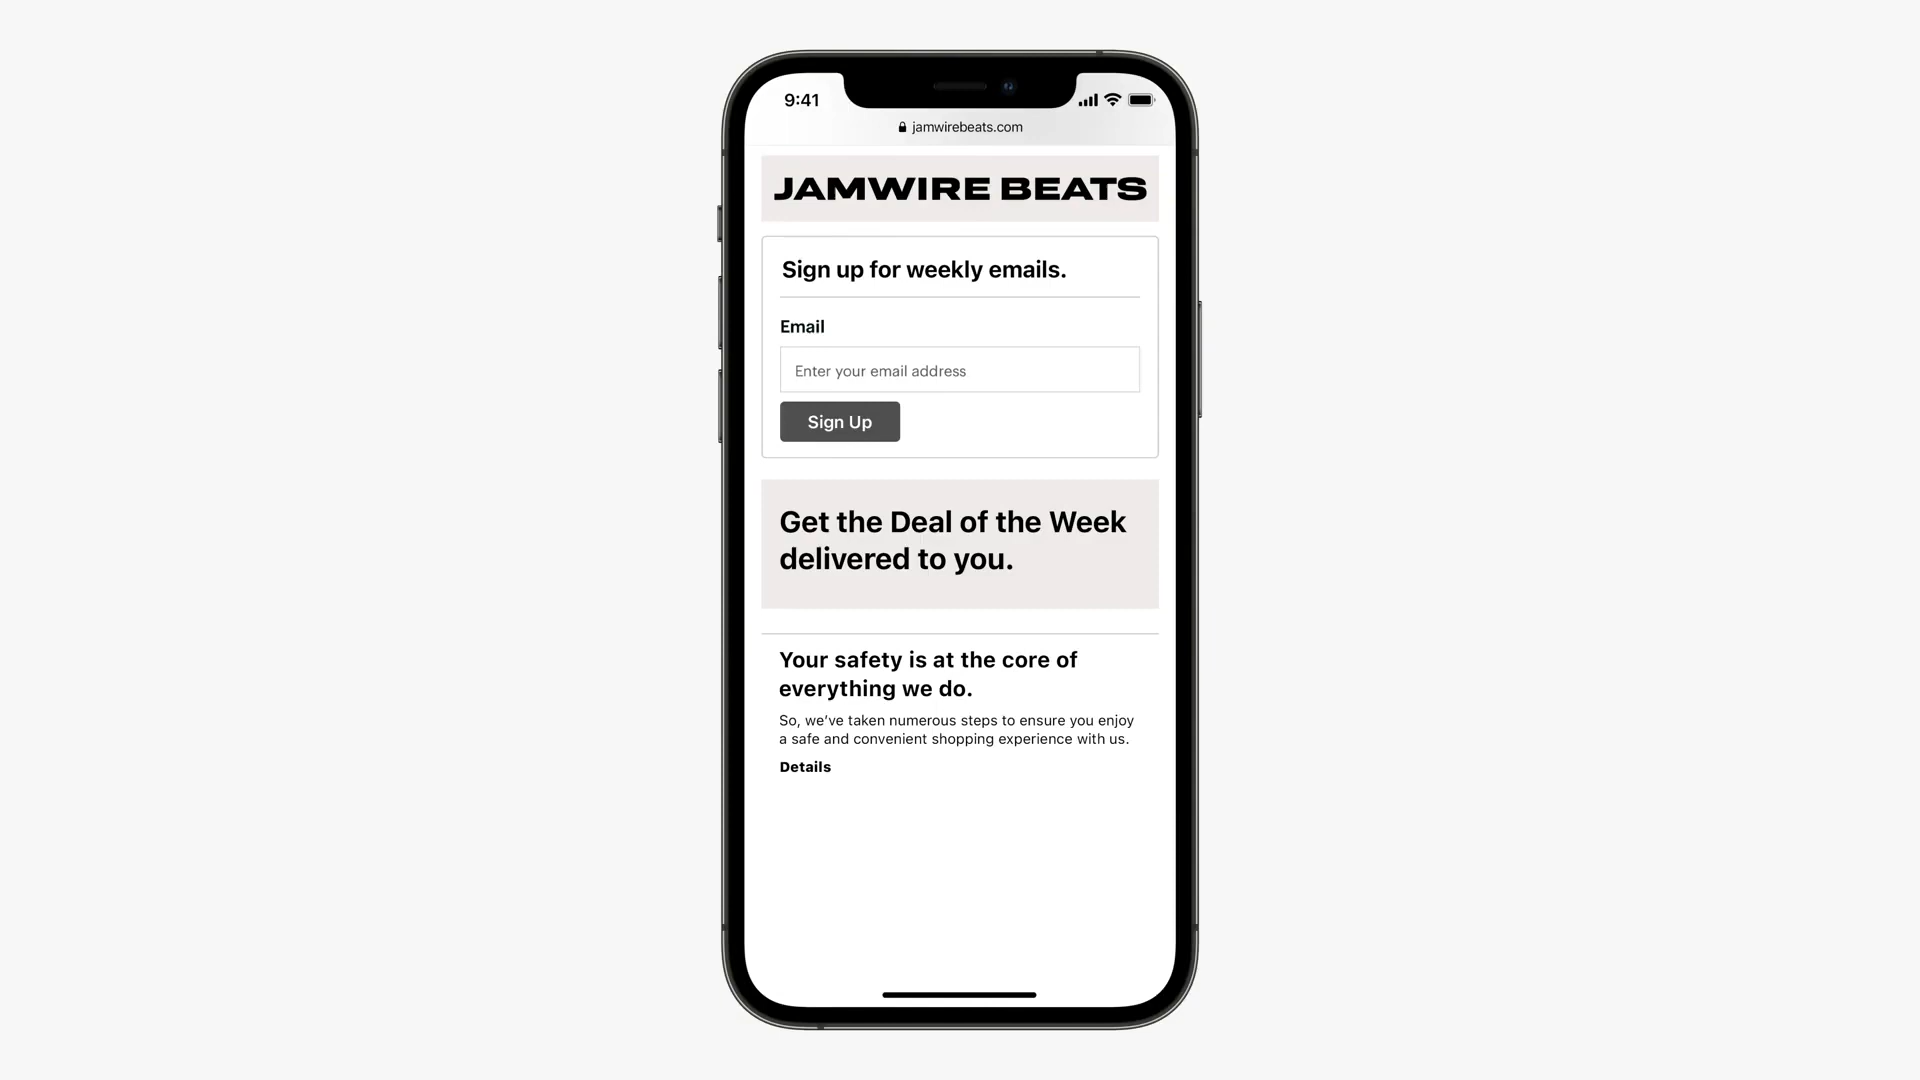 9:41
jamwirebeats.com
JAMWIRE BEATS
Sign up for weekly emails.
Email
Enter your email address
Sign Up
Get the Deal of the Week
delivered to you.
Your safety is at the core of
everything we do.
So, we’ve taken numerous steps to ensure you enjoy
a safe and convenient shopping experience with us.
Details